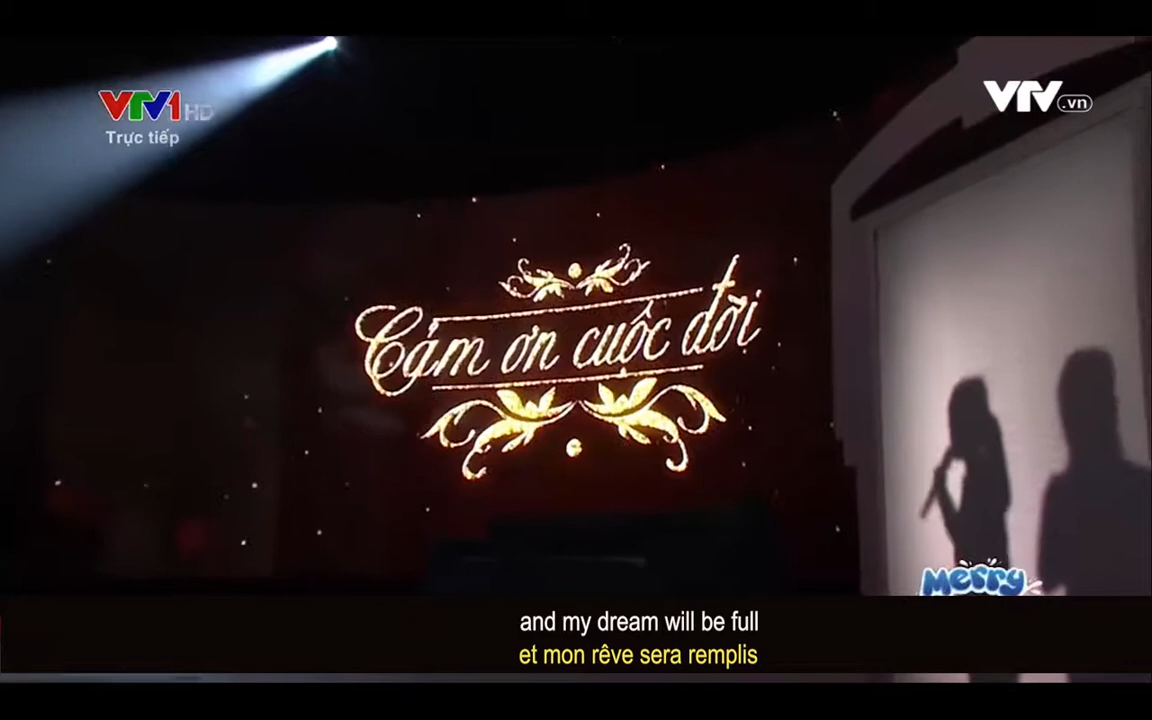 VTV1 HD
Trực tiếp
VTV.vn
Cảm ơn cuộc đời
Merry
and my dream will be full
et mon rêve sera remplis